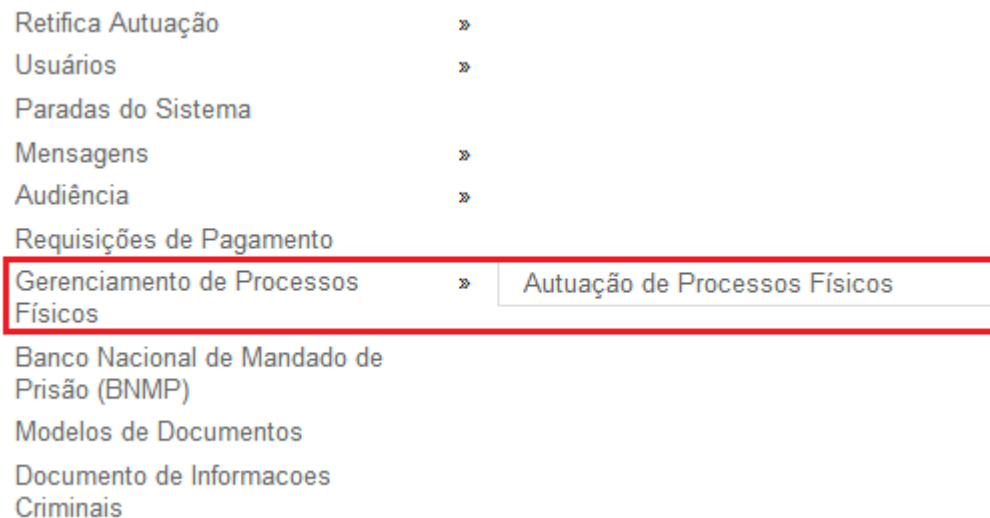 Retifica Autuação »
Usuários »
Paradas do Sistema
Mensagens »
Audiência »
Requisições de Pagamento
Gerenciamento de Processos » Autuação de Processos Físicos
Físicos
Banco Nacional de Mandado de
Prisão (BNMP)
Modelos de Documentos
Documento de Informacoes
Criminais